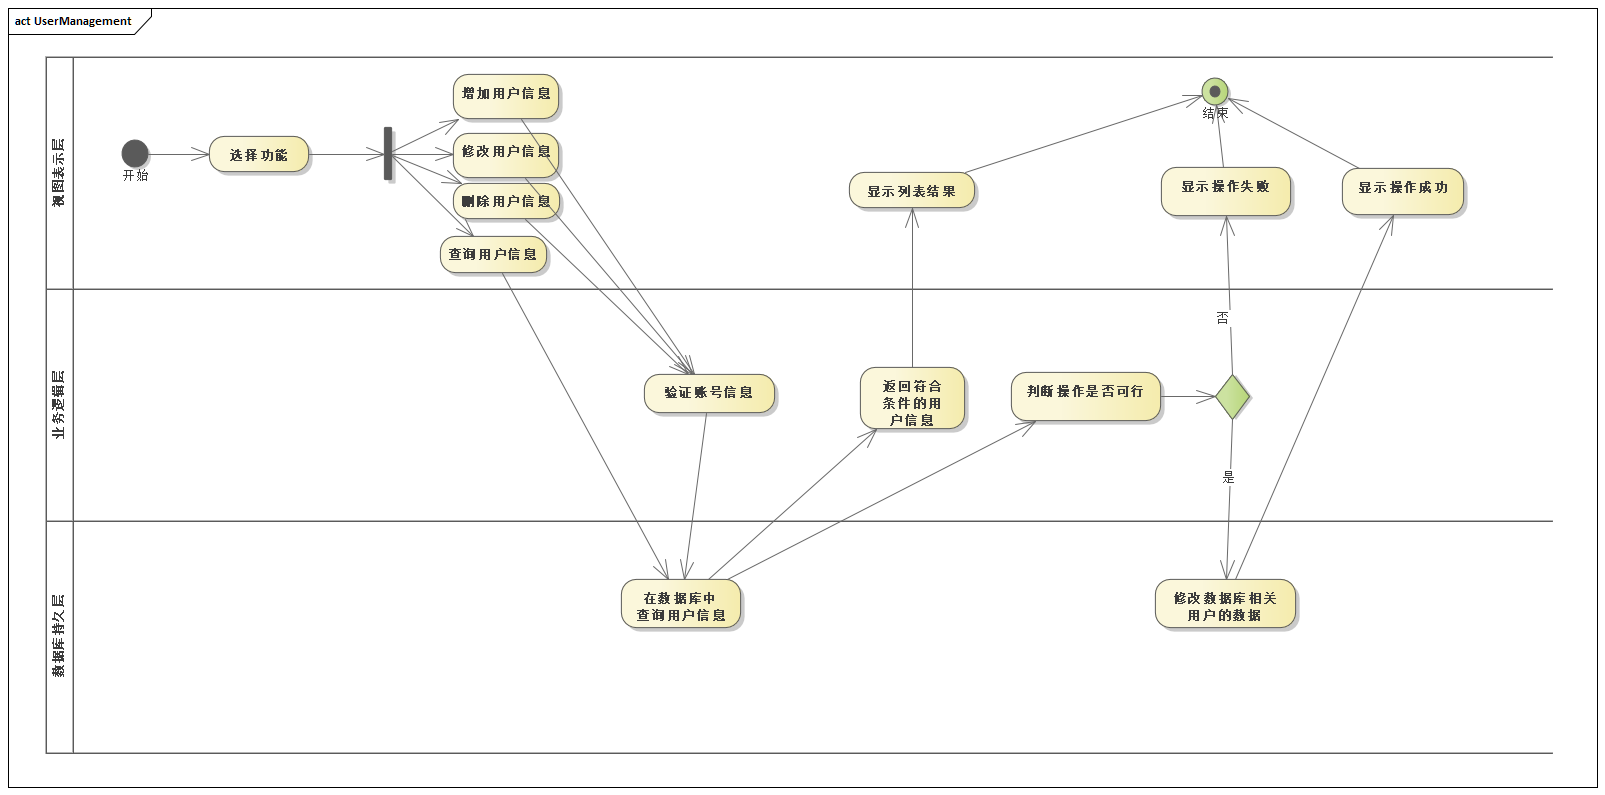 act UserManagement
视图表示层
开始
选择功能
增加用户信息
修改用户信息
删除用户信息
查询用户信息
显示列表结果
结束
显示操作失败
显示操作成功
业务逻辑层
验证账号信息
返回符合
条件的用
户信息
判断操作是否可行
否
是
数据库持久层
在数据库中
查询用户信息
修改数据库相关
用户的数据